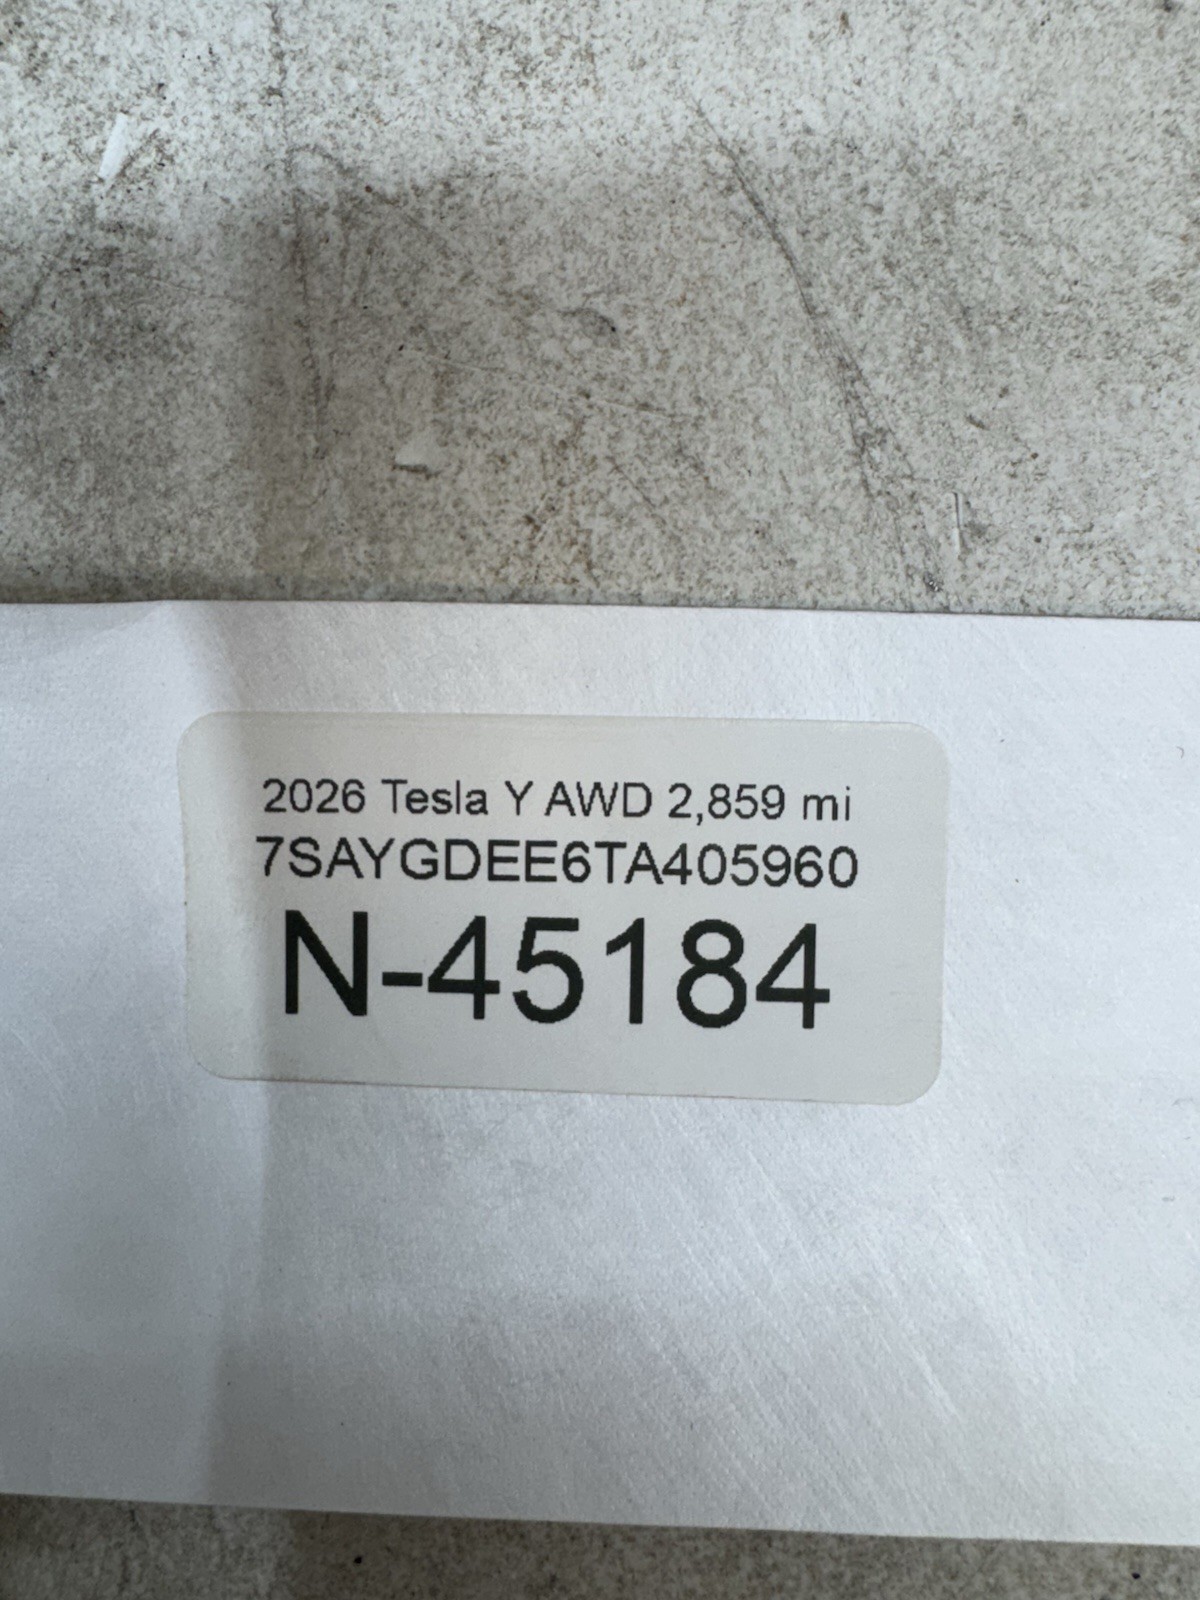 2026 Tesla Y AWD 2,859 mi
7SAYGDEE6TA405960
N-45184